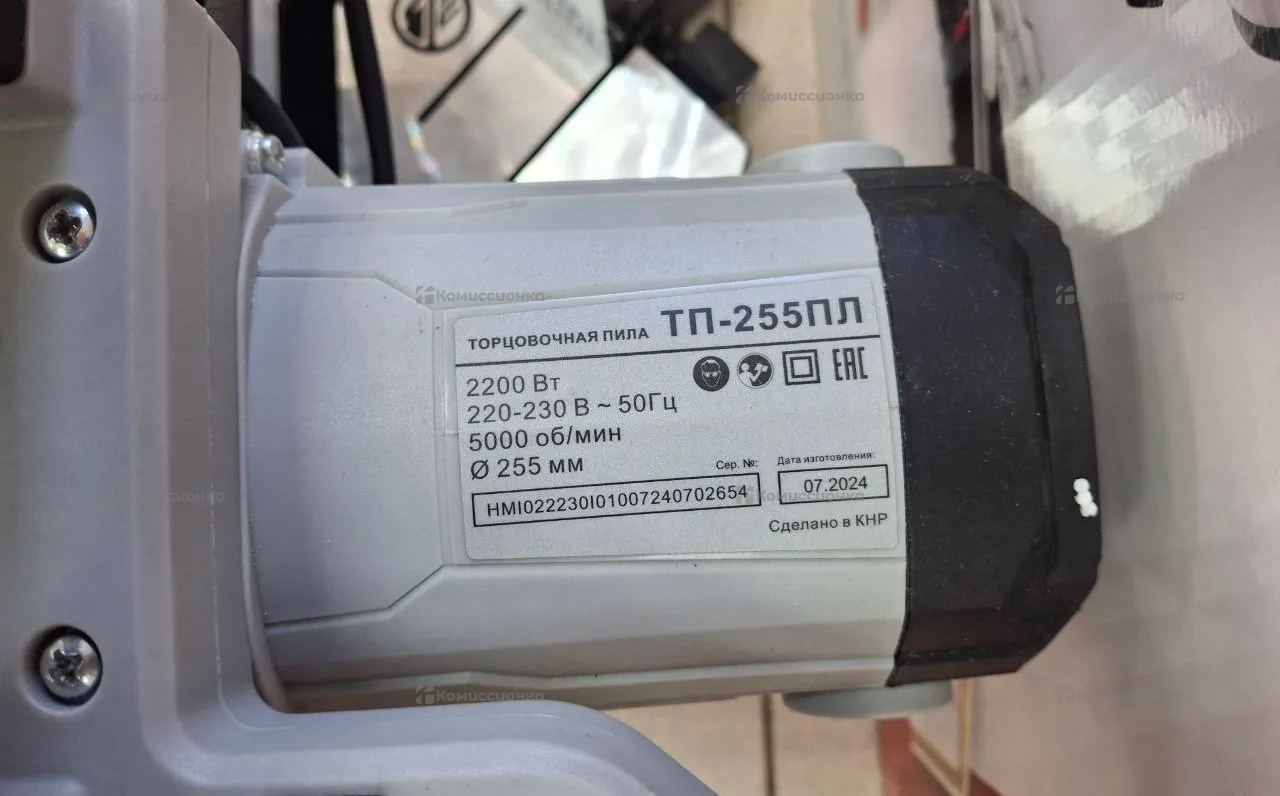 Комиссионка
Комиссионка
Комиссионка
ТОРЦОВОЧНАЯ ПИЛА ТП-255ПЛ
2200 Вт
220-230 В ~ 50Гц
5000 об/мин
Ø 255 мм
EAC
Сер. №: Дата изготовления:
HMI022230I01007240702654 07.2024
Сделано в КНР
Комиссионка
Комиссионка